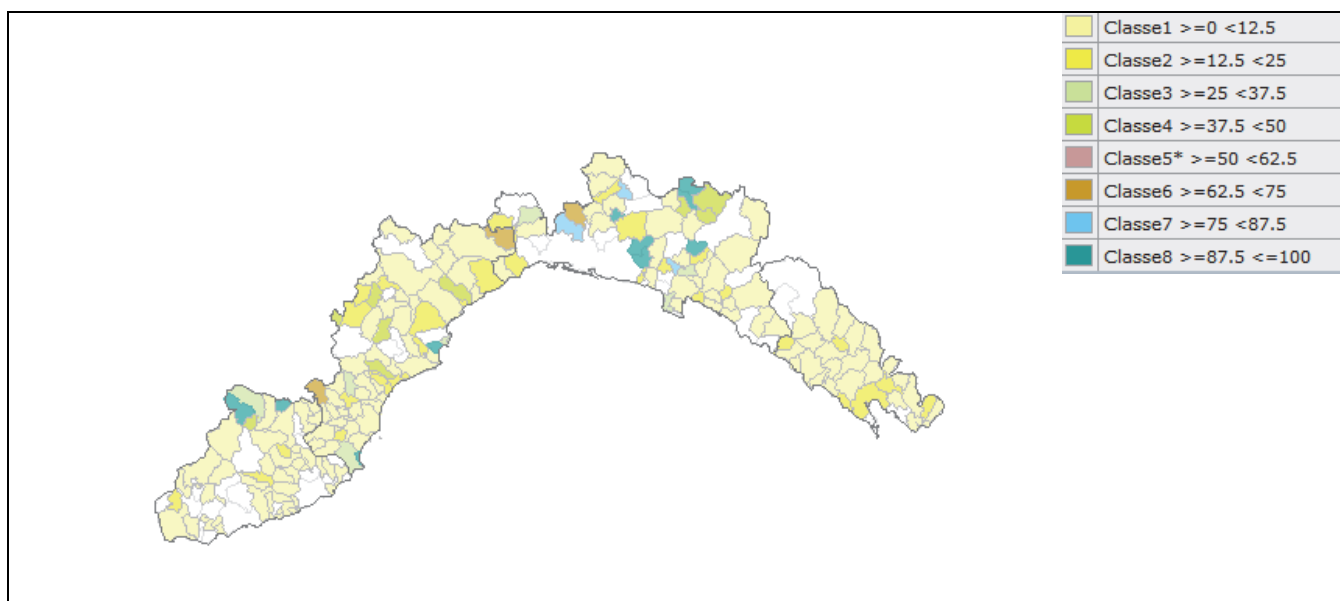 Classe1 >=0 <12.5
Classe2 >=12.5 <25
Classe3 >=25 <37.5
Classe4 >=37.5 <50
Classe5* >=50 <62.5
Classe6 >=62.5 <75
Classe7 >=75 <87.5
Classe8 >=87.5 <=100